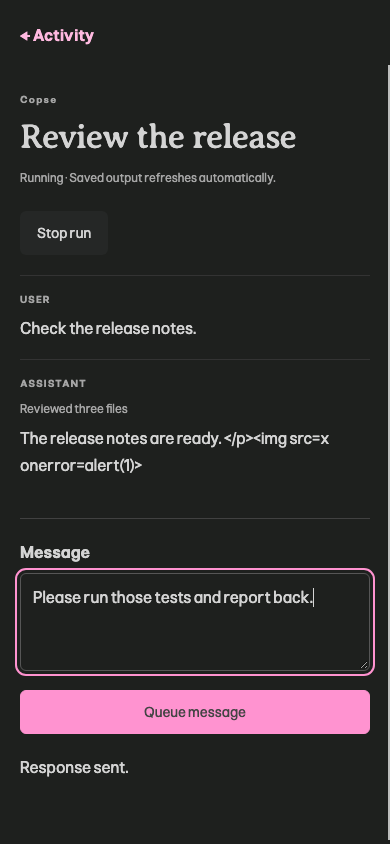 ← Activity
Copse
Review the release
Running · Saved output refreshes automatically.
Stop run
USER
Check the release notes.
ASSISTANT
Reviewed three files
The release notes are ready. </p><img src=x
onerror=alert(1)>
Message
Please run those tests and report back.
Queue message
Response sent.